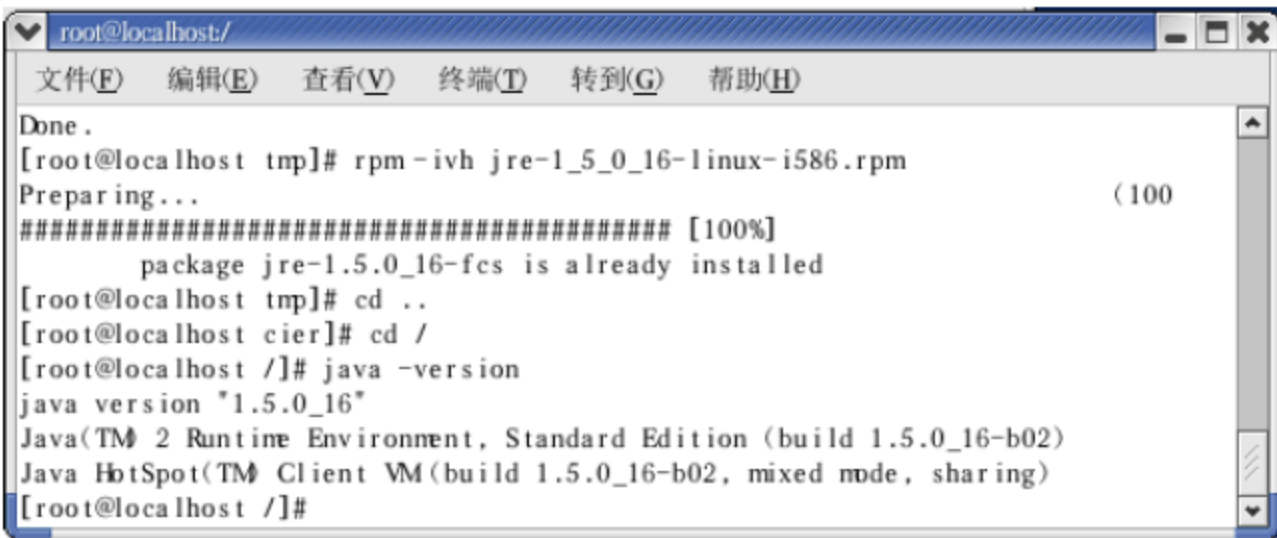 root@localhost:/
文件(F) 编辑(E) 查看(V) 终端(T) 转到(G) 帮助(H)
Done.
[root@localhost tmp]# rpm -ivh jre-1_5_0_16-linux-i586.rpm
Preparing... (100
########################################### [100%]
package jre-1.5.0_16-fcs is already installed
[root@localhost tmp]# cd ..
[root@localhost cier]# cd /
[root@localhost /]# java -version
java version "1.5.0_16"
Java(TM) 2 Runtime Environment, Standard Edition (build 1.5.0_16-b02)
Java HotSpot(TM) Client VM (build 1.5.0_16-b02, mixed mode, sharing)
[root@localhost /]#